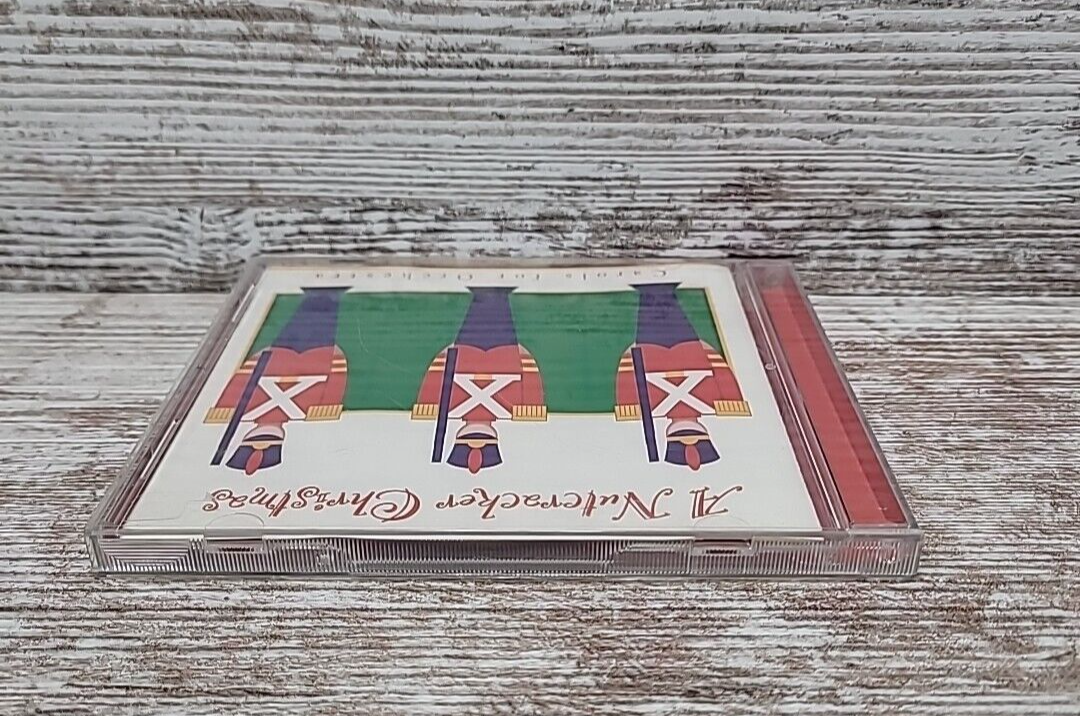 A Nutcracker Christmas
Carols for Orchestra